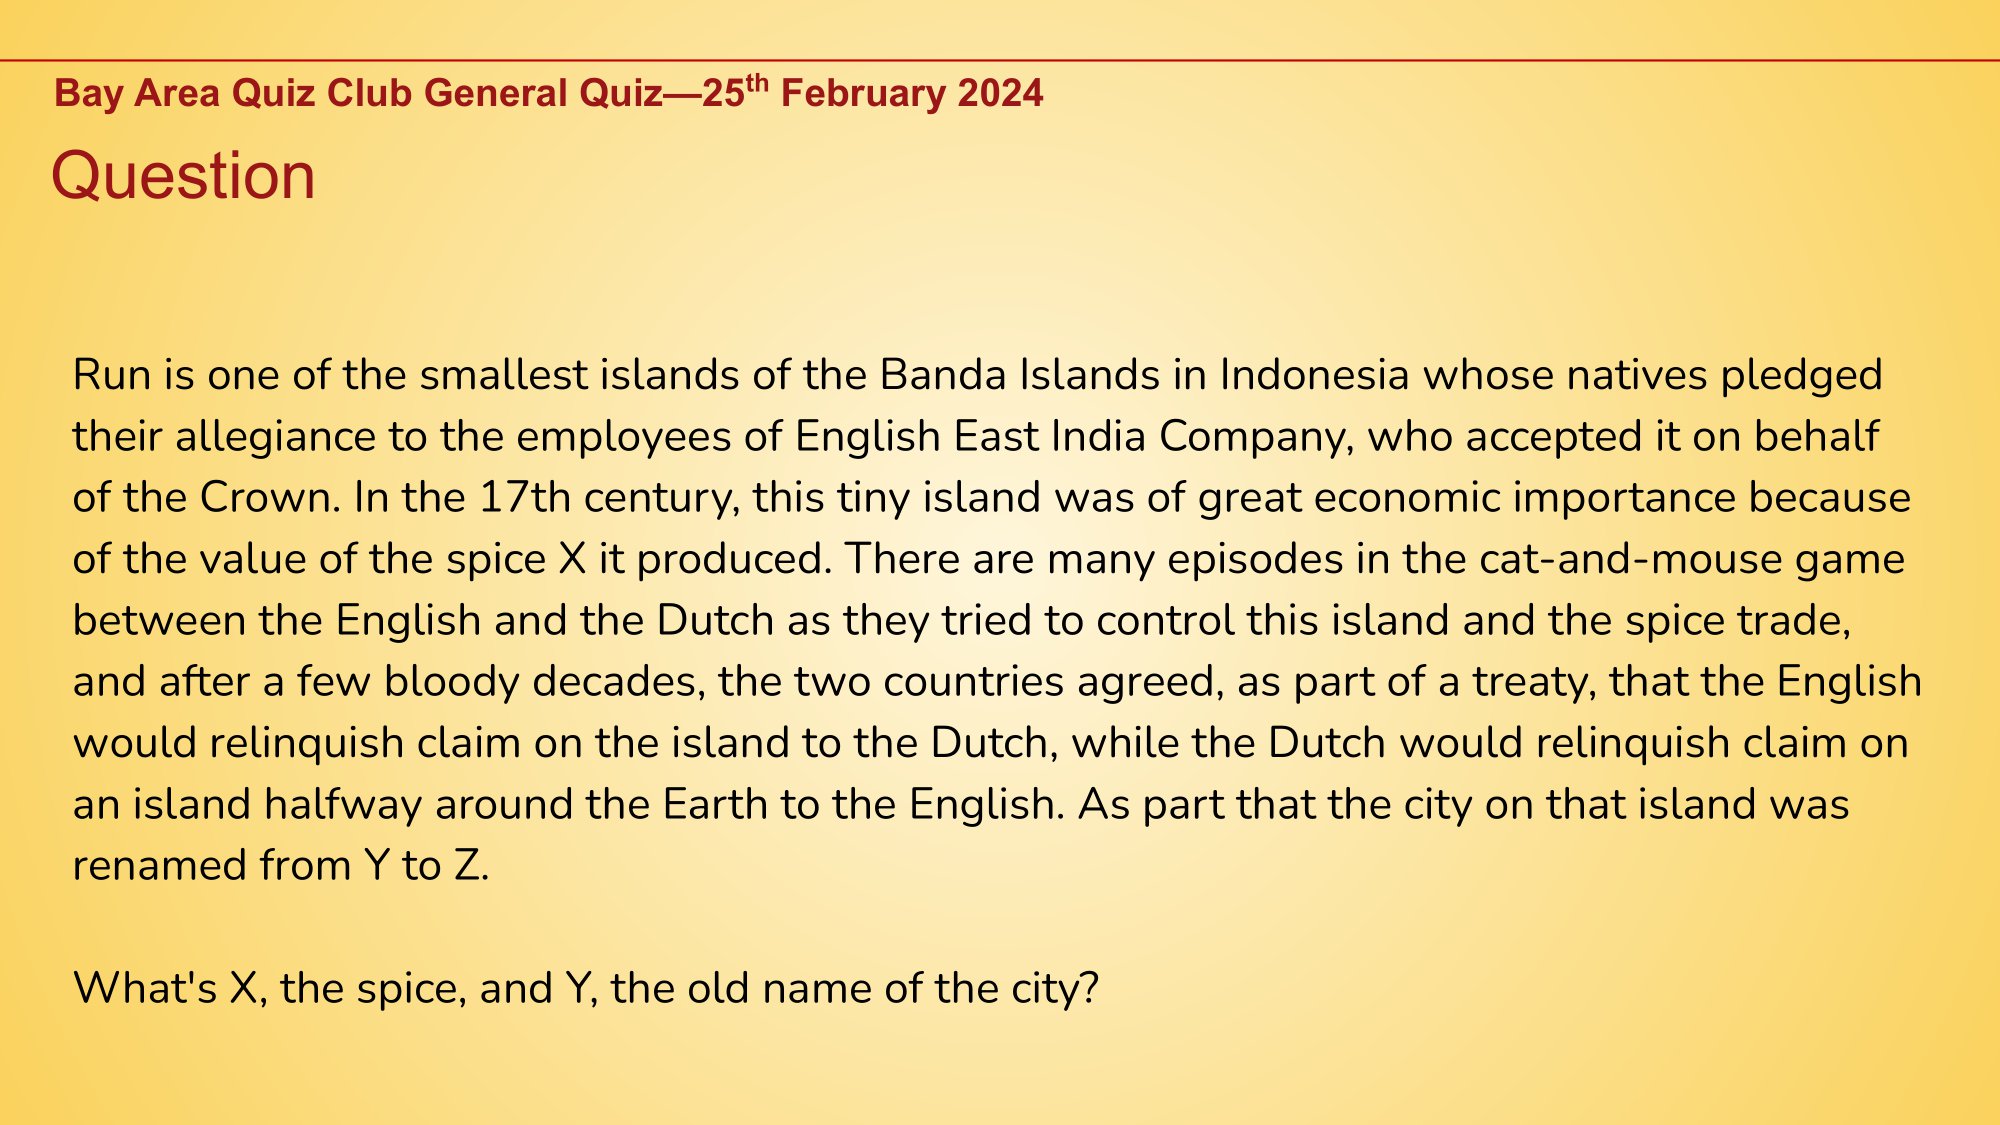 Bay Area Quiz Club General Quiz—25th February 2024
Question
Run is one of the smallest islands of the Banda Islands in Indonesia whose natives pledged
their allegiance to the employees of English East India Company, who accepted it on behalf
of the Crown. In the 17th century, this tiny island was of great economic importance because
of the value of the spice X it produced. There are many episodes in the cat-and-mouse game
between the English and the Dutch as they tried to control this island and the spice trade,
and after a few bloody decades, the two countries agreed, as part of a treaty, that the English
would relinquish claim on the island to the Dutch, while the Dutch would relinquish claim on
an island halfway around the Earth to the English. As part that the city on that island was
renamed from Y to Z.
What's X, the spice, and Y, the old name of the city?